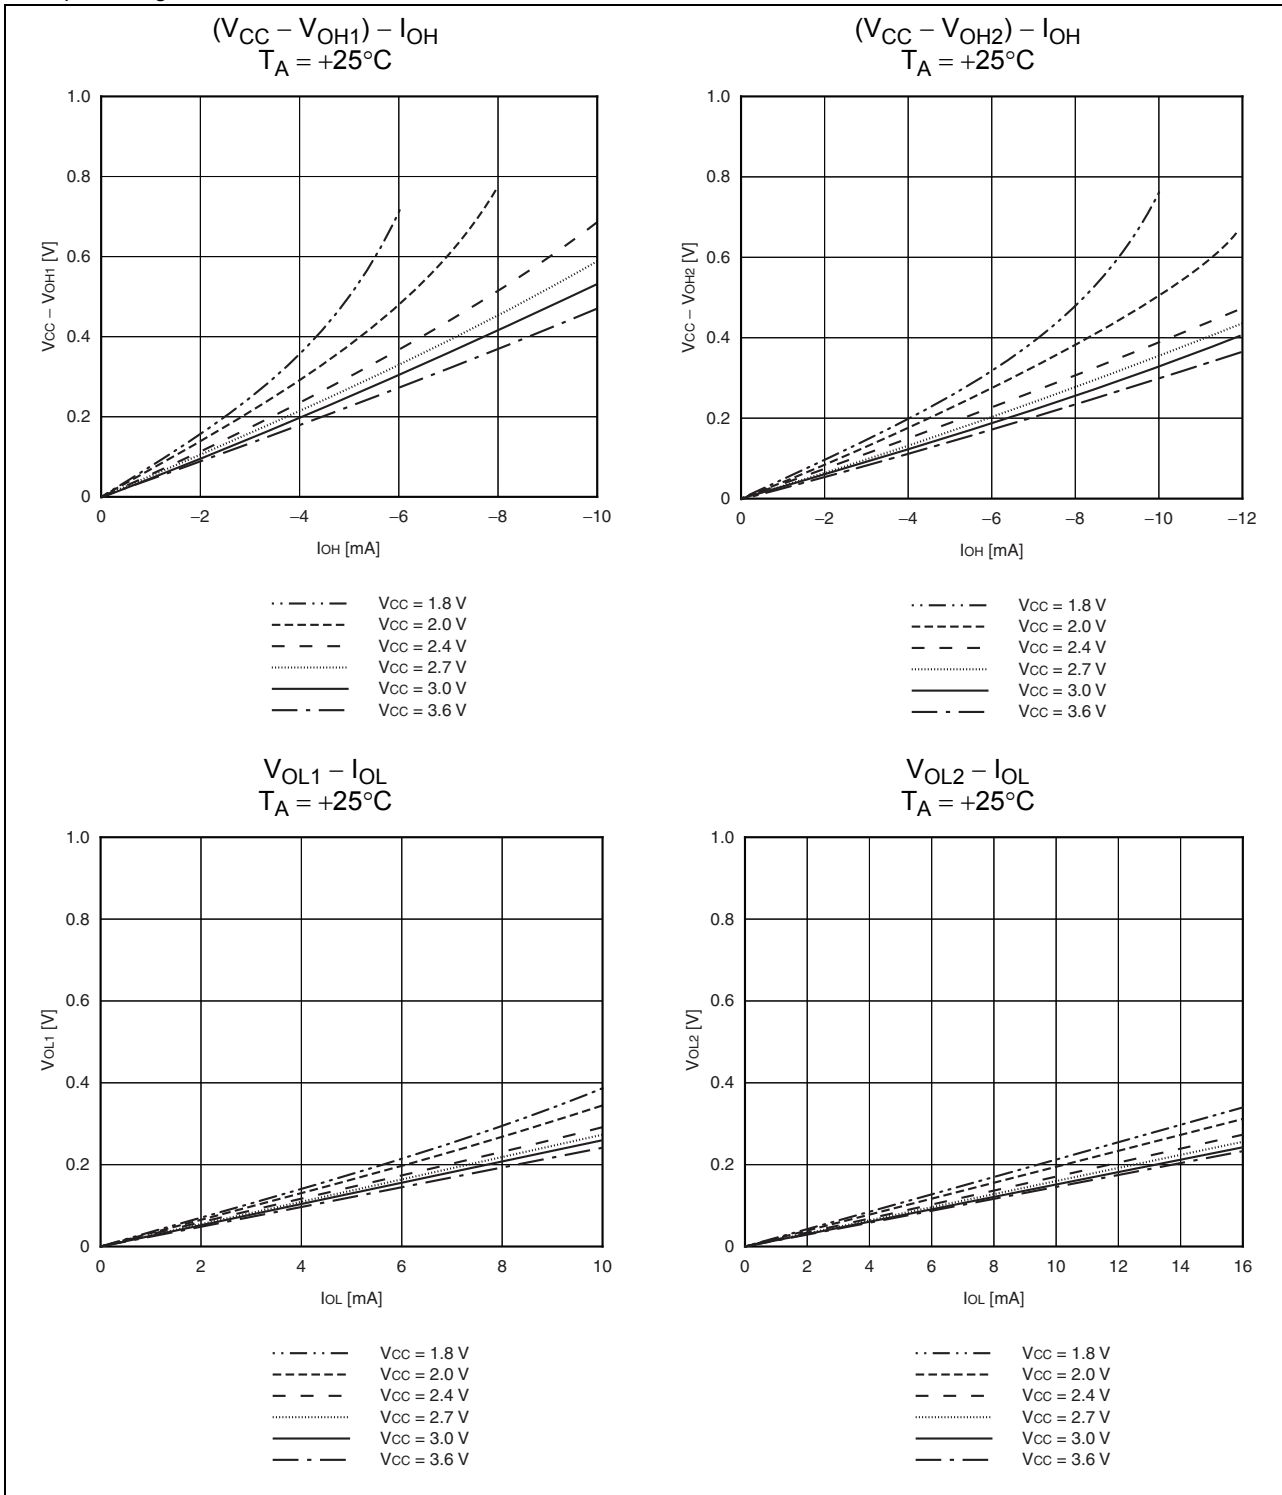 (VCC – VOH1) – IOH
TA = +25°C
1.0
0.8
0.6
0.4
0.2
0
VCC – VOH1 [V]
0 –2 –4 –6 –8 –10
IOH [mA]
VCC = 1.8 V
VCC = 2.0 V
VCC = 2.4 V
VCC = 2.7 V
VCC = 3.0 V
VCC = 3.6 V
(VCC – VOH2) – IOH
TA = +25°C
1.0
0.8
0.6
0.4
0.2
0
VCC – VOH2 [V]
0 –2 –4 –6 –8 –10 –12
IOH [mA]
VCC = 1.8 V
VCC = 2.0 V
VCC = 2.4 V
VCC = 2.7 V
VCC = 3.0 V
VCC = 3.6 V
VOL1 – IOL
TA = +25°C
1.0
0.8
0.6
0.4
0.2
0
VOL1 [V]
0 2 4 6 8 10
IOL [mA]
VCC = 1.8 V
VCC = 2.0 V
VCC = 2.4 V
VCC = 2.7 V
VCC = 3.0 V
VCC = 3.6 V
VOL2 – IOL
TA = +25°C
1.0
0.8
0.6
0.4
0.2
0
VOL2 [V]
0 2 4 6 8 10 12 14 16
IOL [mA]
VCC = 1.8 V
VCC = 2.0 V
VCC = 2.4 V
VCC = 2.7 V
VCC = 3.0 V
VCC = 3.6 V